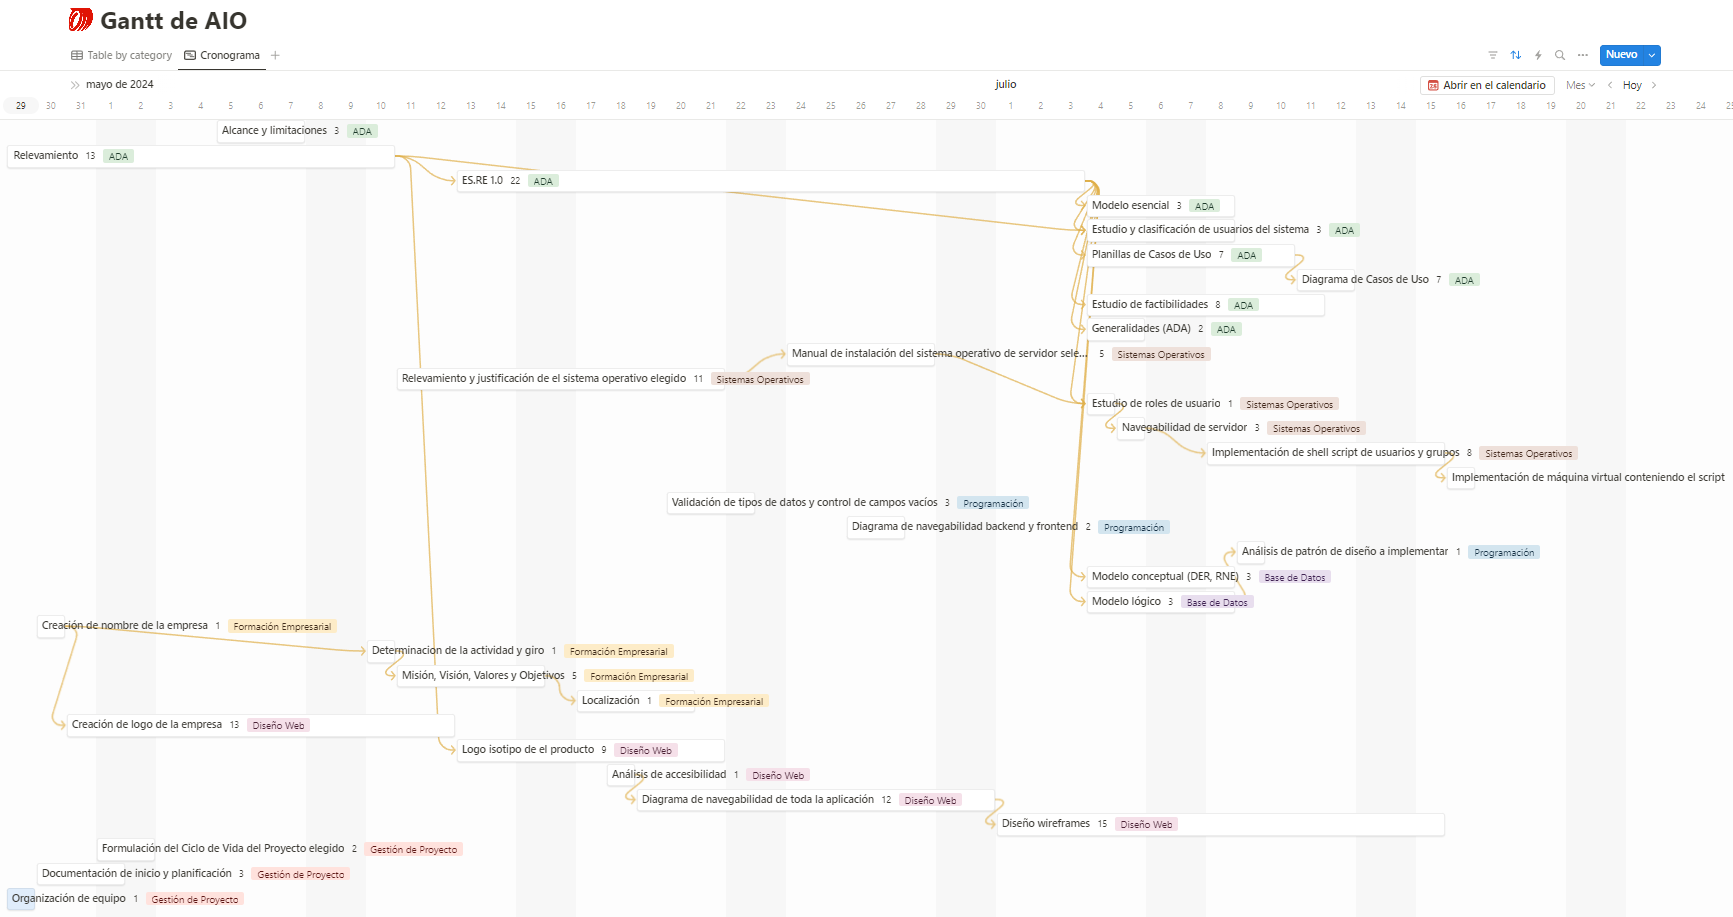 Gantt de AIO
Table by category Cronograma
Nuevo
mayo de 2024 julio Abrir en el calendario Mes Hoy
29 30 31 1 2 3 4 5 6 7 8 9 10 11 12 13 14 15 16 17 18 19 20 21 22 23 24 25 26 27 28 29 30 1 2 3 4 5 6 7 8 9 10 11 12 13 14 15 16 17 18 19 20 21 22 23 24
Alcance y limitaciones 3 ADA
Relevamiento 13 ADA
ES.RE 1.0 22 ADA
Modelo esencial 3 ADA
Estudio y clasificación de usuarios del sistema 3 ADA
Planillas de Casos de Uso 7 ADA
Diagrama de Casos de Uso 7 ADA
Estudio de factibilidades 8 ADA
Generalidades (ADA) 2 ADA
Manual de instalación del sistema operativo de servidor sele... 5 Sistemas Operativos
Relevamiento y justificación de el sistema operativo elegido 11 Sistemas Operativos
Estudio de roles de usuario 1 Sistemas Operativos
Navegabilidad de servidor 3 Sistemas Operativos
Implementación de shell script de usuarios y grupos 8 Sistemas Operativos
Implementación de máquina virtual conteniendo el script
Validación de tipos de datos y control de campos vacíos 3 Programación
Diagrama de navegabilidad backend y frontend 2 Programación
Análisis de patrón de diseño a implementar 1 Programación
Modelo conceptual (DER, RNE) 3 Base de Datos
Modelo lógico 3 Base de Datos
Creación de nombre de la empresa 1 Formación Empresarial
Determinacion de la actividad y giro 1 Formación Empresarial
Misión, Visión, Valores y Objetivos 5 Formación Empresarial
Localización 1 Formación Empresarial
Creación de logo de la empresa 13 Diseño Web
Logo isotipo de el producto 9 Diseño Web
Análisis de accesibilidad 1 Diseño Web
Diagrama de navegabilidad de toda la aplicación 12 Diseño Web
Diseño wireframes 15 Diseño Web
Formulación del Ciclo de Vida del Proyecto elegido 2 Gestión de Proyecto
Documentación de inicio y planificación 3 Gestión de Proyecto
Organización de equipo 1 Gestión de Proyecto